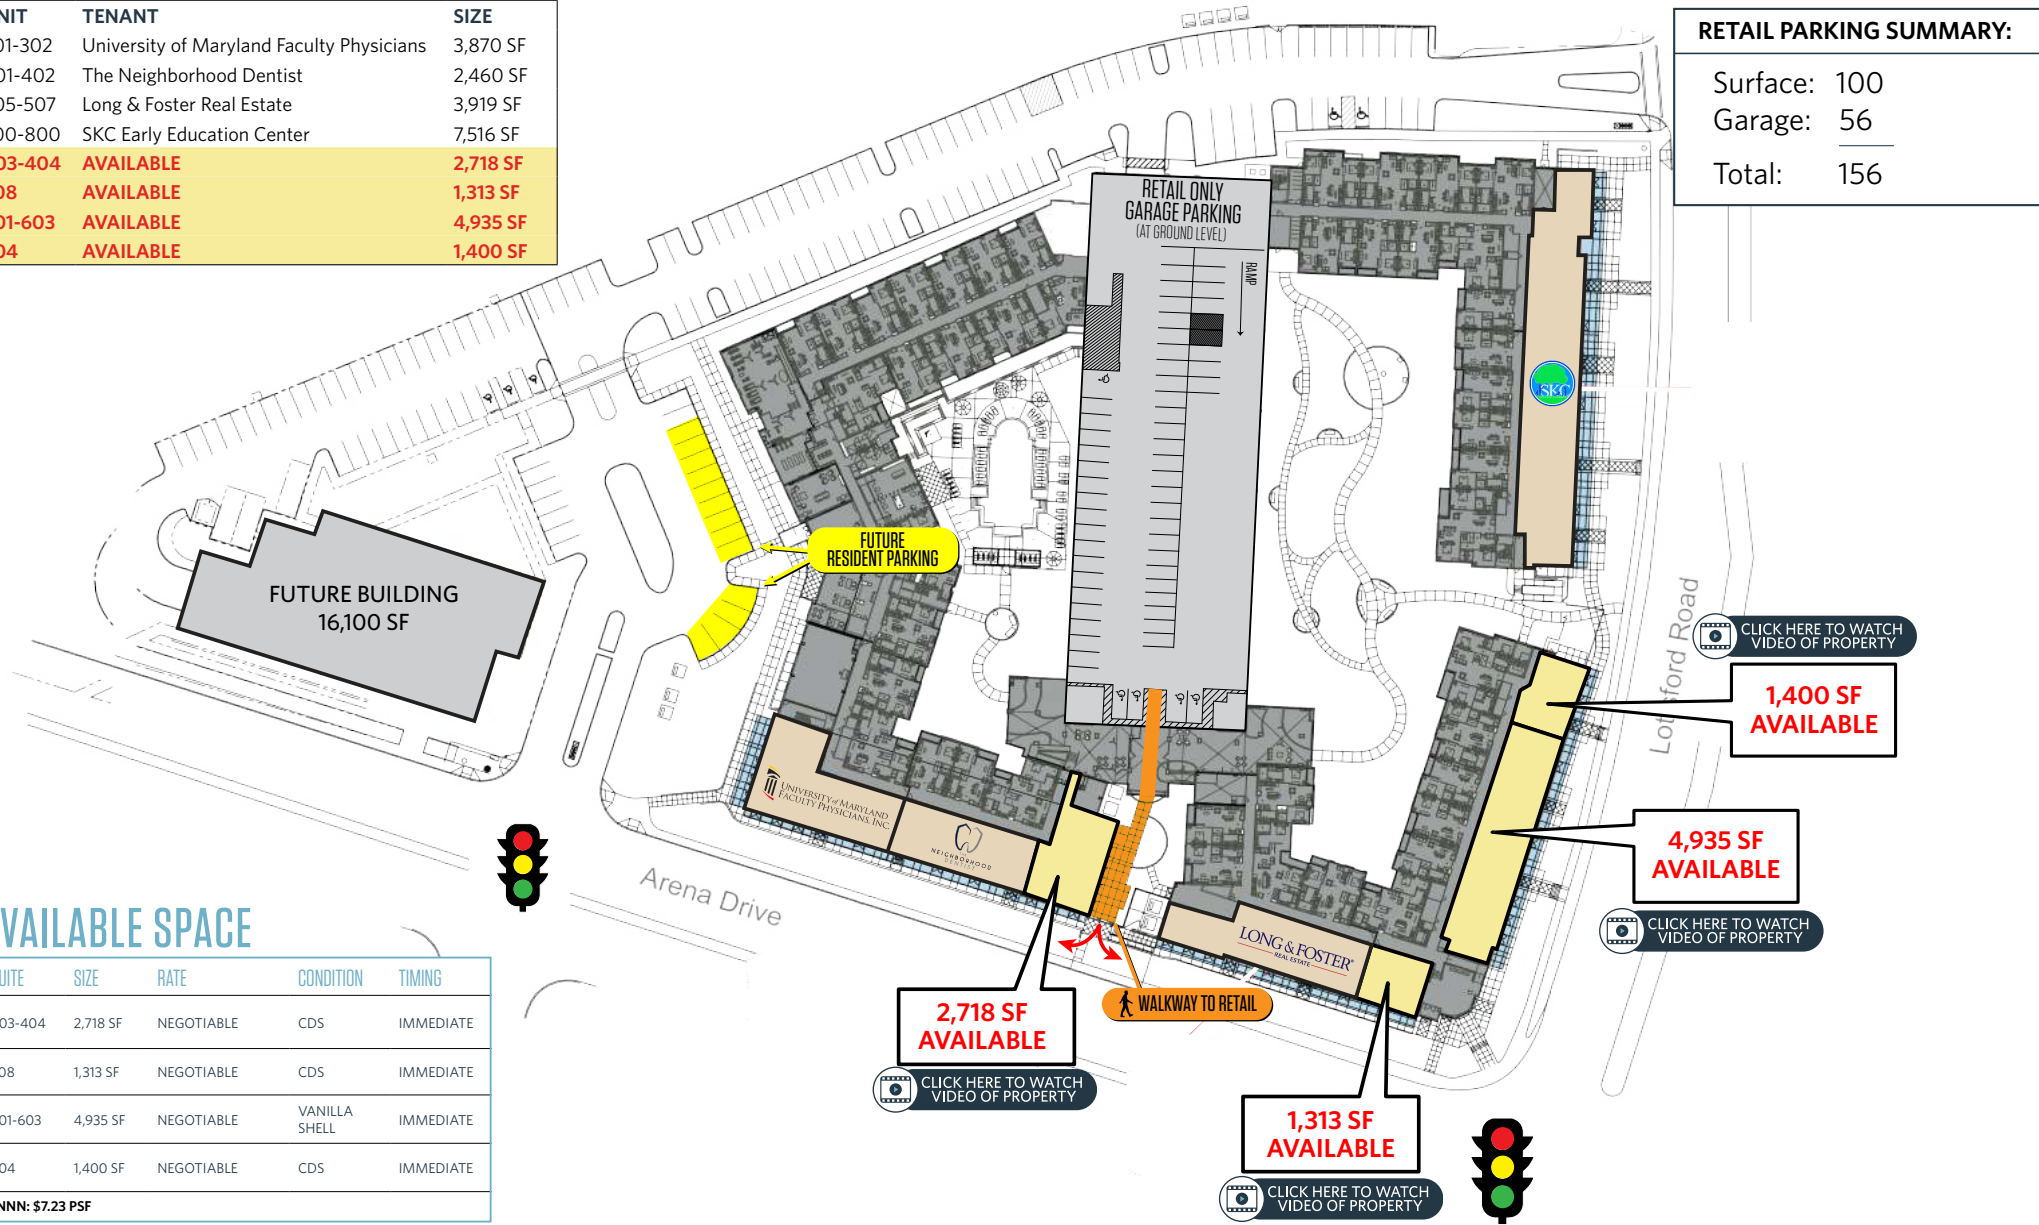 NIT TENANT SIZE
01-302 University of Maryland Faculty Physicians 3,870 SF
01-402 The Neighborhood Dentist 2,460 SF
05-507 Long & Foster Real Estate 3,919 SF
00-800 SKC Early Education Center 7,516 SF
03-404 AVAILABLE 2,718 SF
08 AVAILABLE 1,313 SF
01-603 AVAILABLE 4,935 SF
04 AVAILABLE 1,400 SF
RETAIL PARKING SUMMARY:
Surface: 100
Garage: 56
Total: 156
RETAIL ONLY
GARAGE PARKING
(AT GROUND LEVEL)
RAMP
SKC
FUTURE
RESIDENT PARKING
FUTURE BUILDING
16,100 SF
Lottsford Road
CLICK HERE TO WATCH
VIDEO OF PROPERTY
1,400 SF
AVAILABLE
4,935 SF
AVAILABLE
CLICK HERE TO WATCH
VIDEO OF PROPERTY
UNIVERSITY of MARYLAND
FACULTY PHYSICIANS, INC.
NEIGHBORHOOD
DENTIST
Arena Drive
LONG & FOSTER
REAL ESTATE
WALKWAY TO RETAIL
2,718 SF
AVAILABLE
CLICK HERE TO WATCH
VIDEO OF PROPERTY
1,313 SF
AVAILABLE
CLICK HERE TO WATCH
VIDEO OF PROPERTY
VAILABLE SPACE
UITE SIZE RATE CONDITION TIMING
03-404 2,718 SF NEGOTIABLE CDS IMMEDIATE
08 1,313 SF NEGOTIABLE CDS IMMEDIATE
01-603 4,935 SF NEGOTIABLE VANILLA SHELL IMMEDIATE
04 1,400 SF NEGOTIABLE CDS IMMEDIATE
NNN: $7.23 PSF